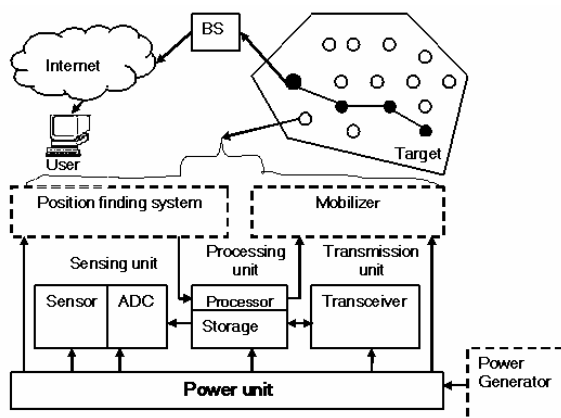 BS
Internet
User
Target
Position finding system
Mobilizer
Sensing unit
Processing
unit
Transmission
unit
Sensor
ADC
Processor
Storage
Transceiver
Power unit
Power
Generator